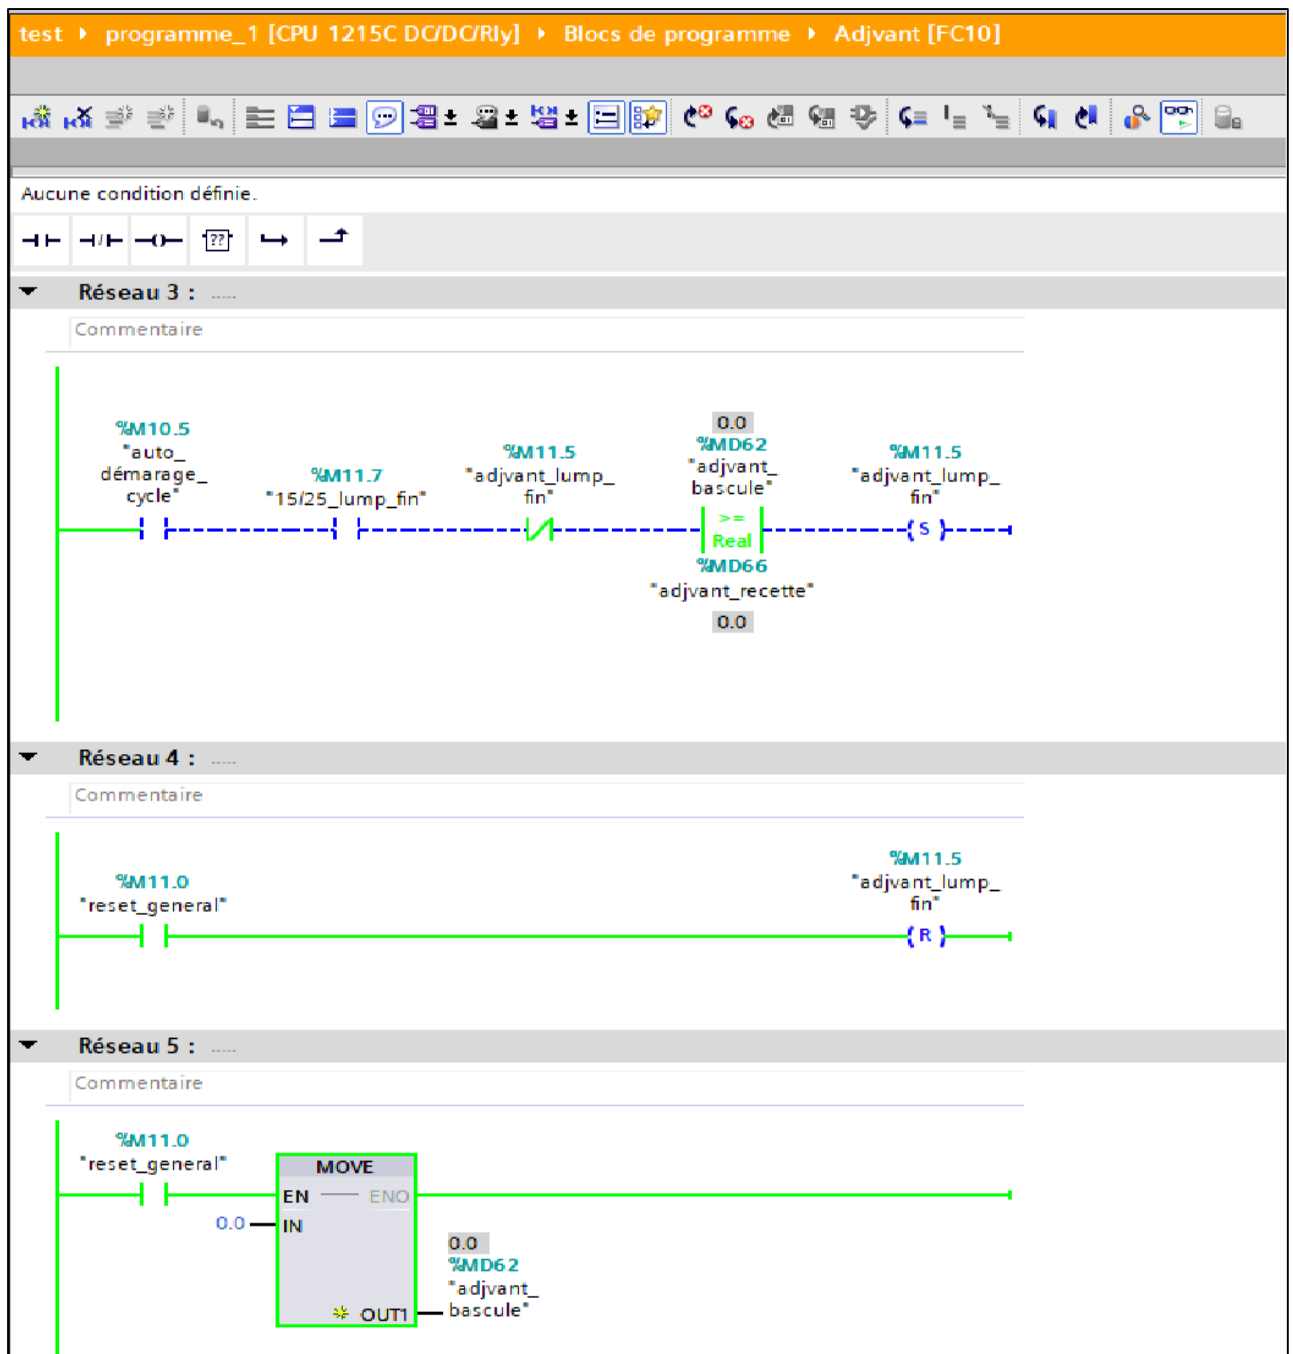 test ▸ programme_1 [CPU 1215C DC/DC/Rly] ▸ Blocs de programme ▸ Adjvant [FC10]
Aucune condition définie.
??
Réseau 3 : .....
Commentaire
%M10.5
"auto_
démarage_
cycle"
%M11.7
"15/25_lump_fin"
%M11.5
"adjvant_lump_
fin"
0.0
%MD62
"adjvant_
bascule"
>=
Real
%MD66
"adjvant_recette"
0.0
%M11.5
"adjvant_lump_
fin"
S
Réseau 4 : .....
Commentaire
%M11.0
"reset_general"
%M11.5
"adjvant_lump_
fin"
R
Réseau 5 : .....
Commentaire
%M11.0
"reset_general"
MOVE
EN ENO
0.0 IN
0.0
%MD62
"adjvant_
bascule"
OUT1